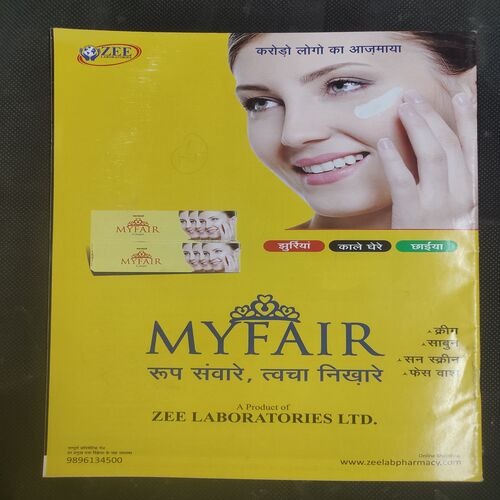 ZEE
LABORATORIES
करोड़ो लोगो का आज़माया
MYFAIR
MYFAIR
झुर्रियां
काले घेरे
छाईया
MYFAIR
रूप संवारे, त्वचा निख़ारे
क्रीम
साबुन
सन स्क्रीन
फेस वाश
A Product of
ZEE LABORATORIES LTD.
9896134500
Online Shopping
www.zeelabpharmacy.com